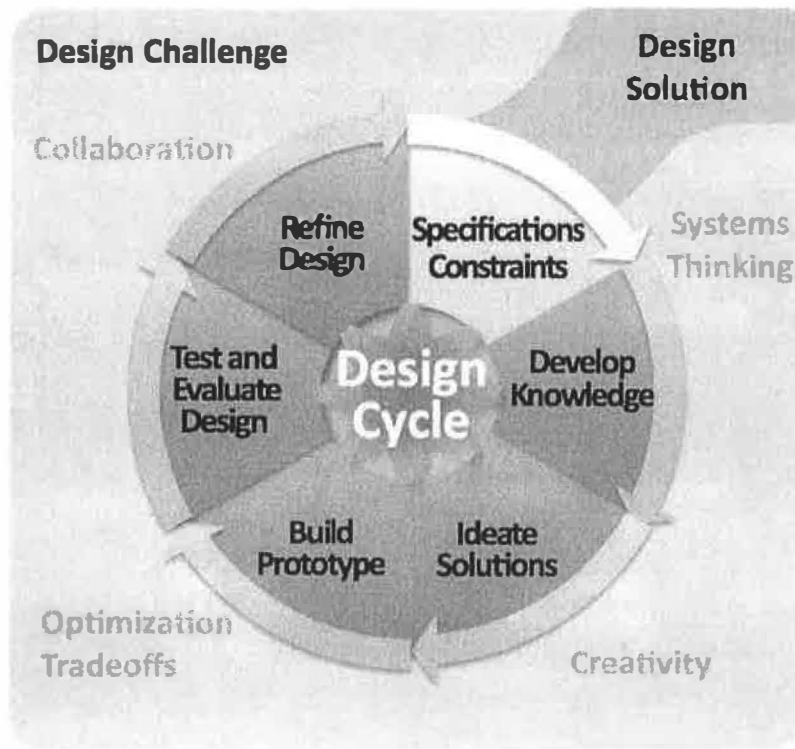 Design Challenge
Design
Solution
Collaboration
Refine
Design
Specifications
Constraints
Systems
Thinking
Test and
Evaluate
Design
Design
Cycle
Develop
Knowledge
Build
Prototype
Ideate
Solutions
Optimization
Tradeoffs
Creativity